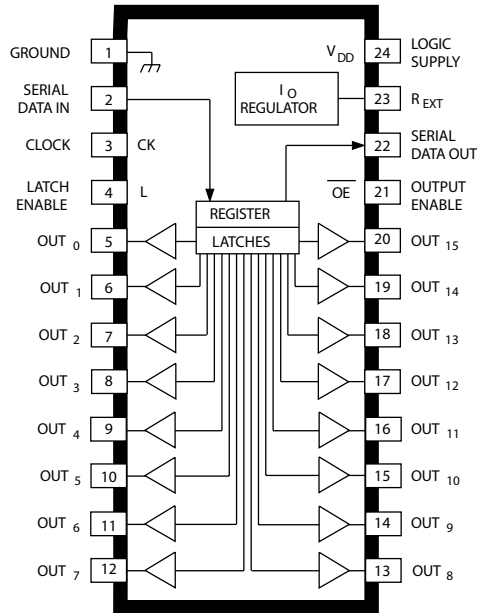 GROUND 1 V DD 24 LOGIC SUPPLY
SERIAL DATA IN 2 I O REGULATOR 23 R EXT
CLOCK 3 CK 22 SERIAL DATA OUT
LATCH ENABLE 4 L OE 21 OUTPUT ENABLE
REGISTER
LATCHES
OUT 0 5 20 OUT 15
OUT 1 6 19 OUT 14
OUT 2 7 18 OUT 13
OUT 3 8 17 OUT 12
OUT 4 9 16 OUT 11
OUT 5 10 15 OUT 10
OUT 6 11 14 OUT 9
OUT 7 12 13 OUT 8